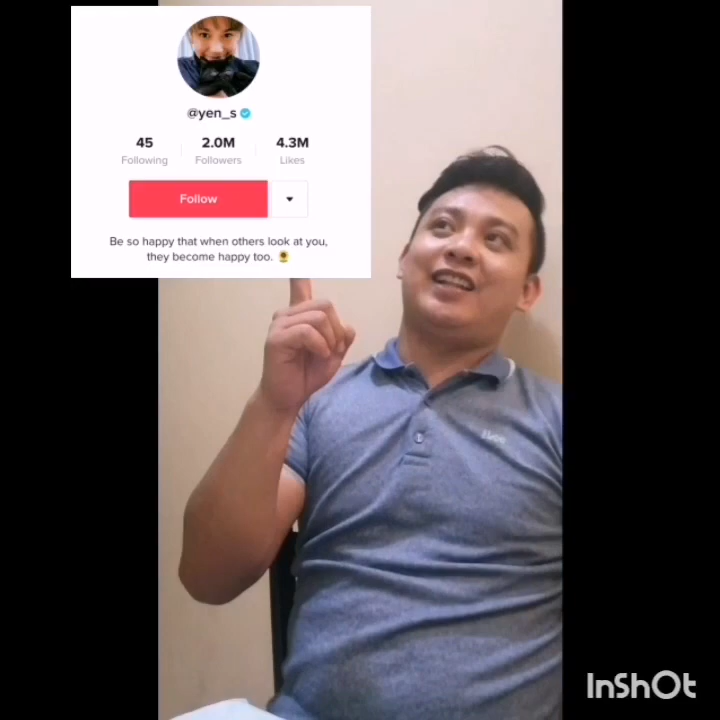 @yen_s
45
2.0M
4.3M
Following
Followers
Likes
Follow
Be so happy that when others look at you,
they become happy too. 🌻
InShOt